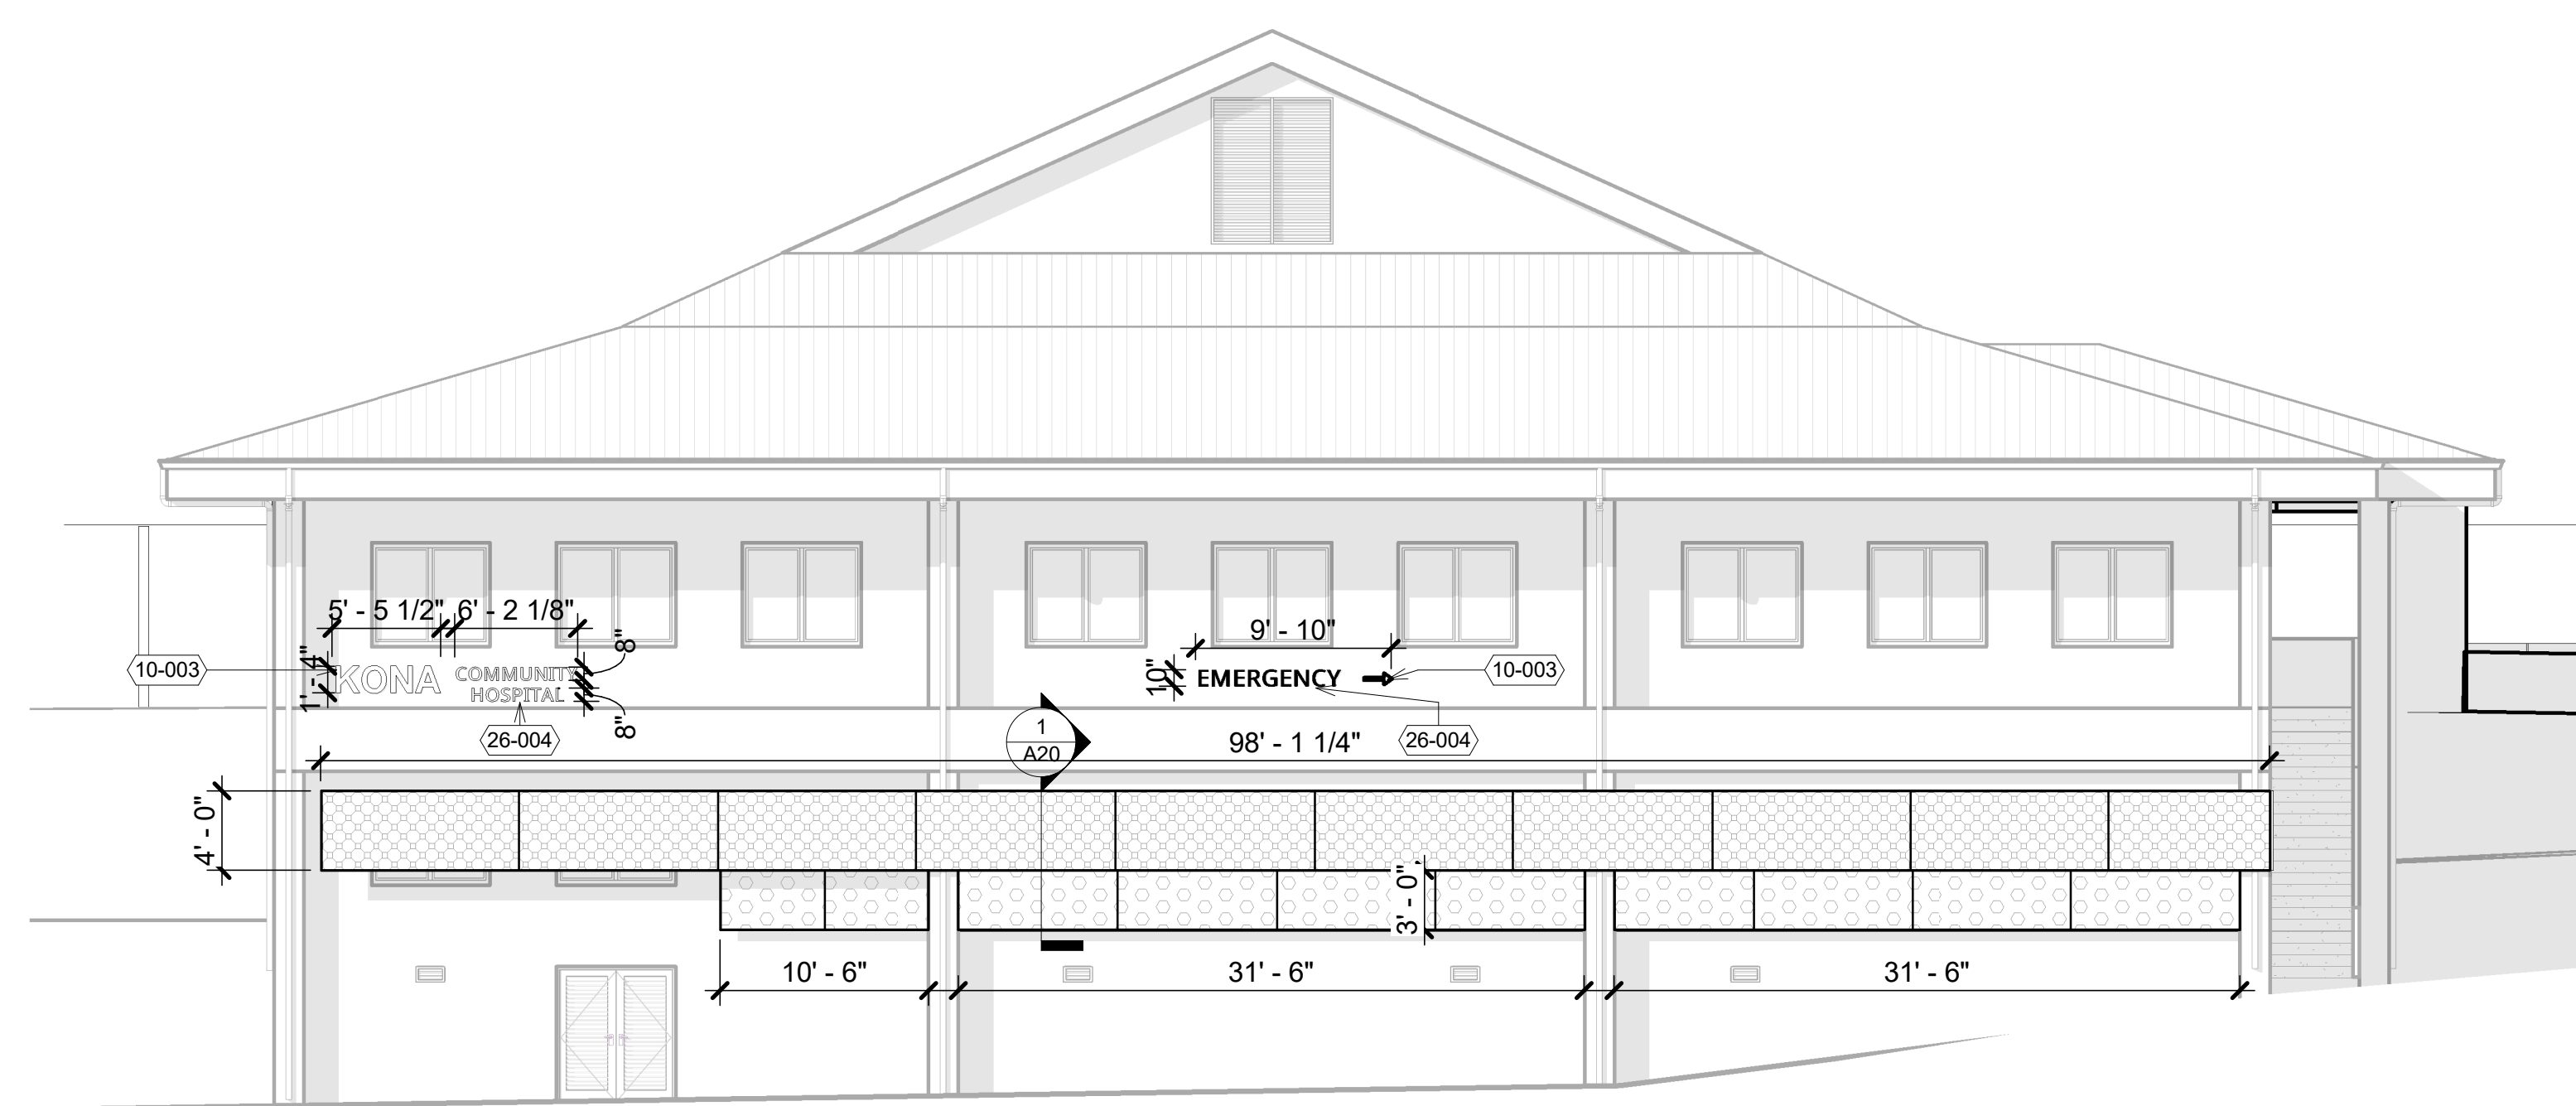 5' - 5 1/2" 6' - 2 1/8"
8"
9' - 10"
1' - 4"
10-003
KONA COMMUNITY
HOSPITAL
10"
EMERGENCY
10-003
8"
26-004
1
A20
98' - 1 1/4"
26-004
4' - 0"
3' - 0"
10' - 6"
31' - 6"
31' - 6"